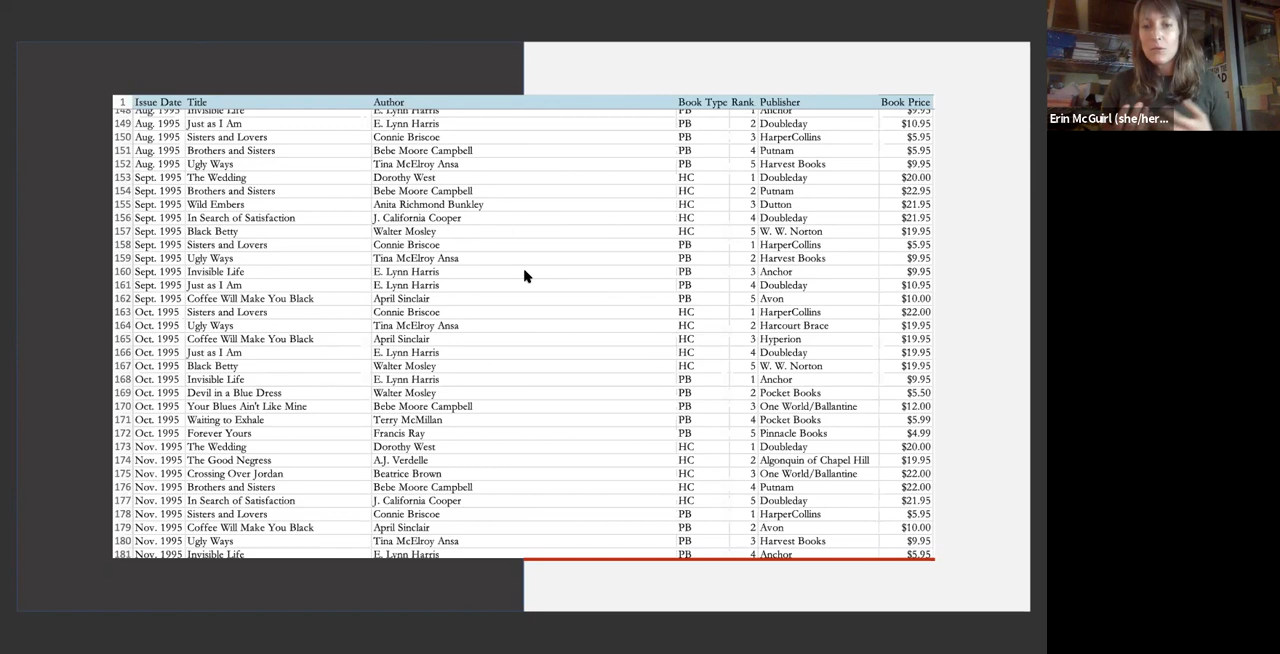 1 Issue Date Title Author Book Type Rank Publisher Book Price
148 Aug. 1995 Invisible Life E. Lynn Harris PB 1 Anchor $9.95
149 Aug. 1995 Just as I Am E. Lynn Harris PB 2 Doubleday $10.95
150 Aug. 1995 Sisters and Lovers Connie Briscoe PB 3 HarperCollins $5.95
151 Aug. 1995 Brothers and Sisters Bebe Moore Campbell PB 4 Putnam $5.95
152 Aug. 1995 Ugly Ways Tina McElroy Ansa PB 5 Harvest Books $9.95
153 Sept. 1995 The Wedding Dorothy West HC 1 Doubleday $20.00
154 Sept. 1995 Brothers and Sisters Bebe Moore Campbell HC 2 Putnam $22.95
155 Sept. 1995 Wild Embers Anita Richmond Bunkley HC 3 Dutton $21.95
156 Sept. 1995 In Search of Satisfaction J. California Cooper HC 4 Doubleday $21.95
157 Sept. 1995 Black Betty Walter Mosley HC 5 W. W. Norton $19.95
158 Sept. 1995 Sisters and Lovers Connie Briscoe PB 1 HarperCollins $5.95
159 Sept. 1995 Ugly Ways Tina McElroy Ansa PB 2 Harvest Books $9.95
160 Sept. 1995 Invisible Life E. Lynn Harris PB 3 Anchor $9.95
161 Sept. 1995 Just as I Am E. Lynn Harris PB 4 Doubleday $10.95
162 Sept. 1995 Coffee Will Make You Black April Sinclair PB 5 Avon $10.00
163 Oct. 1995 Sisters and Lovers Connie Briscoe HC 1 HarperCollins $22.00
164 Oct. 1995 Ugly Ways Tina McElroy Ansa HC 2 Harcourt Brace $19.95
165 Oct. 1995 Coffee Will Make You Black April Sinclair HC 3 Hyperion $19.95
166 Oct. 1995 Just as I Am E. Lynn Harris HC 4 Doubleday $19.95
167 Oct. 1995 Black Betty Walter Mosley HC 5 W. W. Norton $19.95
168 Oct. 1995 Invisible Life E. Lynn Harris PB 1 Anchor $9.95
169 Oct. 1995 Devil in a Blue Dress Walter Mosley PB 2 Pocket Books $5.50
170 Oct. 1995 Your Blues Ain't Like Mine Bebe Moore Campbell PB 3 One World/Ballantine $12.00
171 Oct. 1995 Waiting to Exhale Terry McMillan PB 4 Pocket Books $5.99
172 Oct. 1995 Forever Yours Francis Ray PB 5 Pinnacle Books $4.99
173 Nov. 1995 The Wedding Dorothy West HC 1 Doubleday $20.00
174 Nov. 1995 The Good Negress A.J. Verdelle HC 2 Algonquin of Chapel Hill $19.95
175 Nov. 1995 Crossing Over Jordan Beatrice Brown HC 3 One World/Ballantine $22.00
176 Nov. 1995 Brothers and Sisters Bebe Moore Campbell HC 4 Putnam $22.00
177 Nov. 1995 In Search of Satisfaction J. California Cooper HC 5 Doubleday $21.95
178 Nov. 1995 Sisters and Lovers Connie Briscoe PB 1 HarperCollins $5.95
179 Nov. 1995 Coffee Will Make You Black April Sinclair PB 2 Avon $10.00
180 Nov. 1995 Ugly Ways Tina McElroy Ansa PB 3 Harvest Books $9.95
181 Nov. 1995 Invisible Life E. Lynn Harris PB 4 Anchor $5.95
Erin McGuirl (she/her...